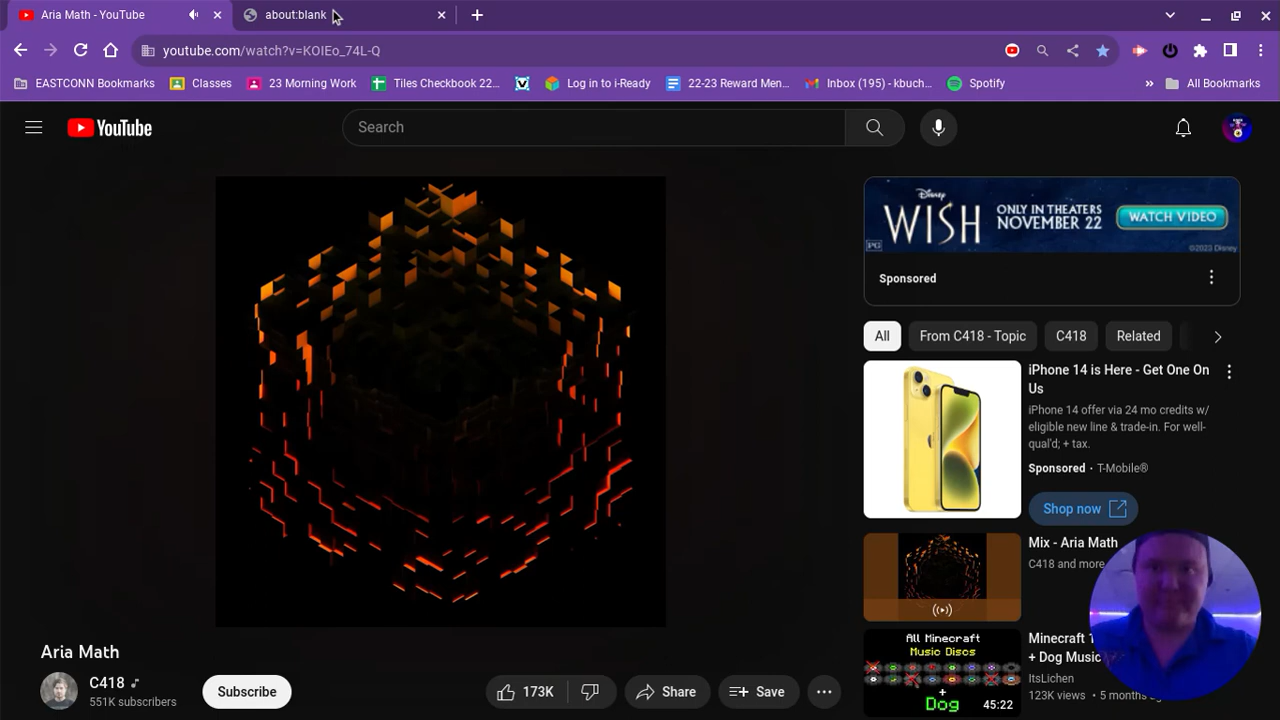 Aria Math - YouTube
about:blank
youtube.com/watch?v=KOIEo_74L-Q
EASTCONN Bookmarks
Classes
23 Morning Work
Tiles Checkbook 22...
Log in to i-Ready
22-23 Reward Men...
Inbox (195) - kbuch...
Spotify
»
All Bookmarks
YouTube
Search
Disney
WISH
ONLY IN THEATERS
NOVEMBER 22
WATCH VIDEO
PG
©2023 Disney
Sponsored
All
From C418 - Topic
C418
Related
iPhone 14 is Here - Get One On
Us
iPhone 14 offer via 24 mo credits w/
eligible new line & trade-in. For well-
qual'd; + tax.
Sponsored · T-Mobile®
Shop now
Mix - Aria Math
C418 and more
All Minecraft
Music Discs
+
Dog
45:22
Minecraft
+ Dog Music
ItsLichen
123K views • 5 months
Aria Math
C418
551K subscribers
Subscribe
173K
Share
Save